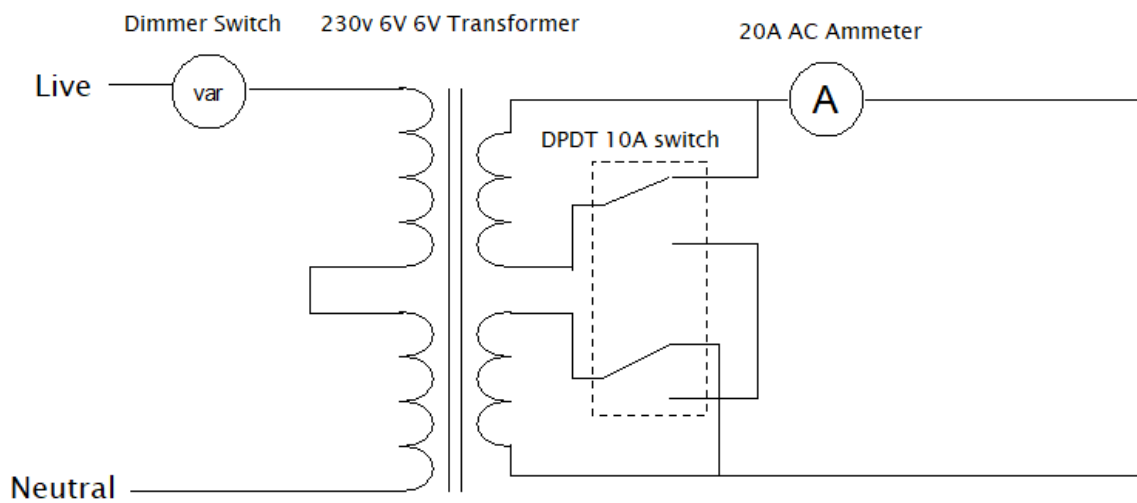 Dimmer Switch
230v 6V 6V Transformer
20A AC Ammeter
Live
var
A
DPDT 10A switch
Neutral